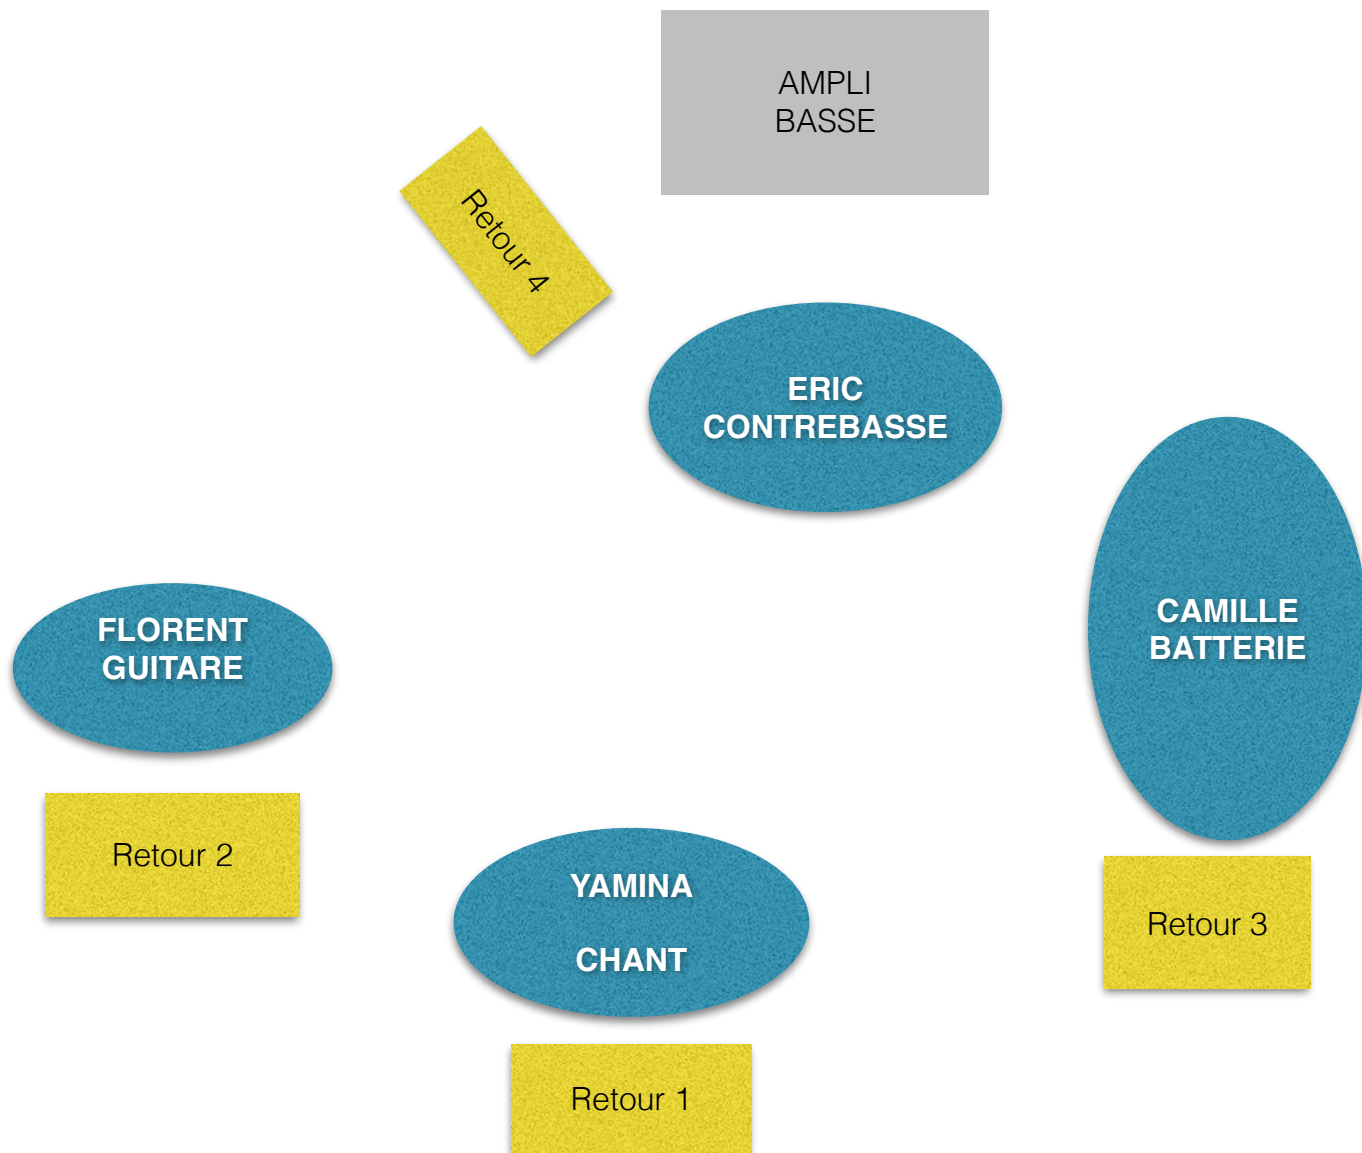 AMPLI
BASSE
Retour 4
ERIC
CONTREBASSE
FLORENT
GUITARE
CAMILLE
BATTERIE
Retour 2
YAMINA
CHANT
Retour 3
Retour 1